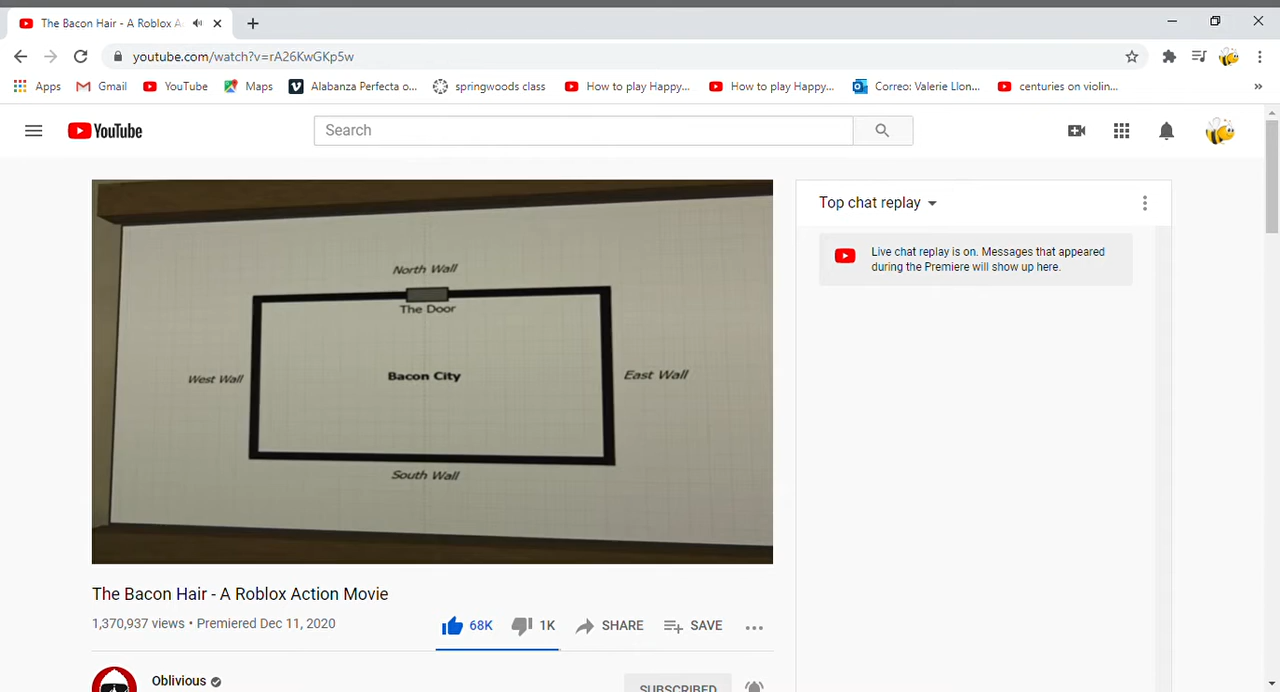 The Bacon Hair - A Roblox A
youtube.com/watch?v=rA26KwGKp5w
Apps
Gmail
YouTube
Maps
Alabanza Perfecta o...
springwoods class
How to play Happy...
How to play Happy...
Correo: Valerie Llon...
centuries on violin...
YouTube
Search
North Wall
The Door
West Wall
Bacon City
East Wall
South Wall
Top chat replay
Live chat replay is on. Messages that appeared
during the Premiere will show up here.
The Bacon Hair - A Roblox Action Movie
1,370,937 views • Premiered Dec 11, 2020
68K
1K
SHARE
SAVE
Oblivious
SUBSCRIBED